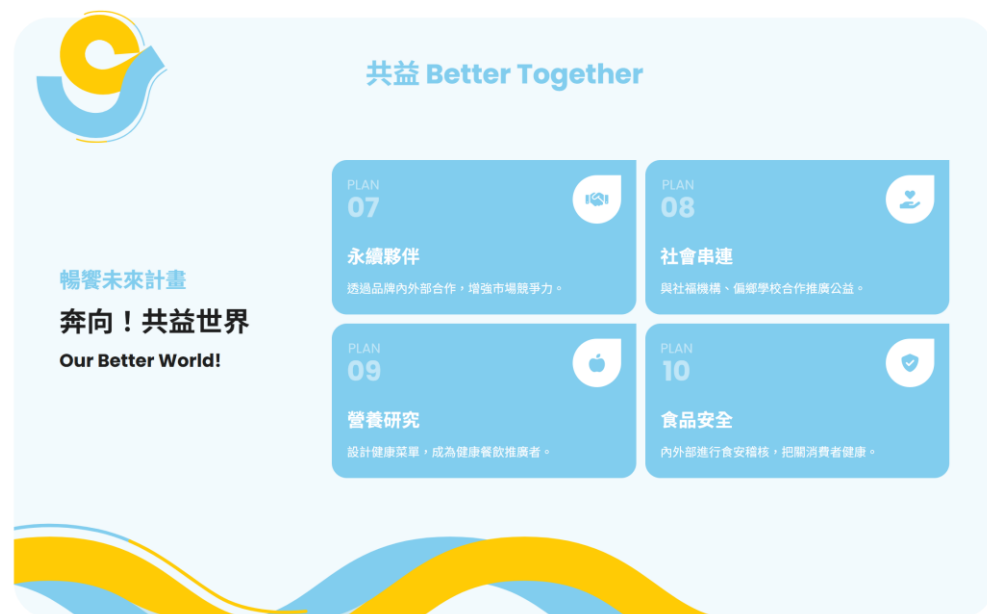 共益 Better Together
暢饗未來計畫
奔向！共益世界
Our Better World!
PLAN
07
永續夥伴
透過品牌內外部合作，增強市場競爭力。
PLAN
08
社會串連
與社福機構、偏鄉學校合作推廣公益。
PLAN
09
營養研究
設計健康菜單，成為健康餐飲推廣者。
PLAN
10
食品安全
內外部進行食安稽核，把關消費者健康。